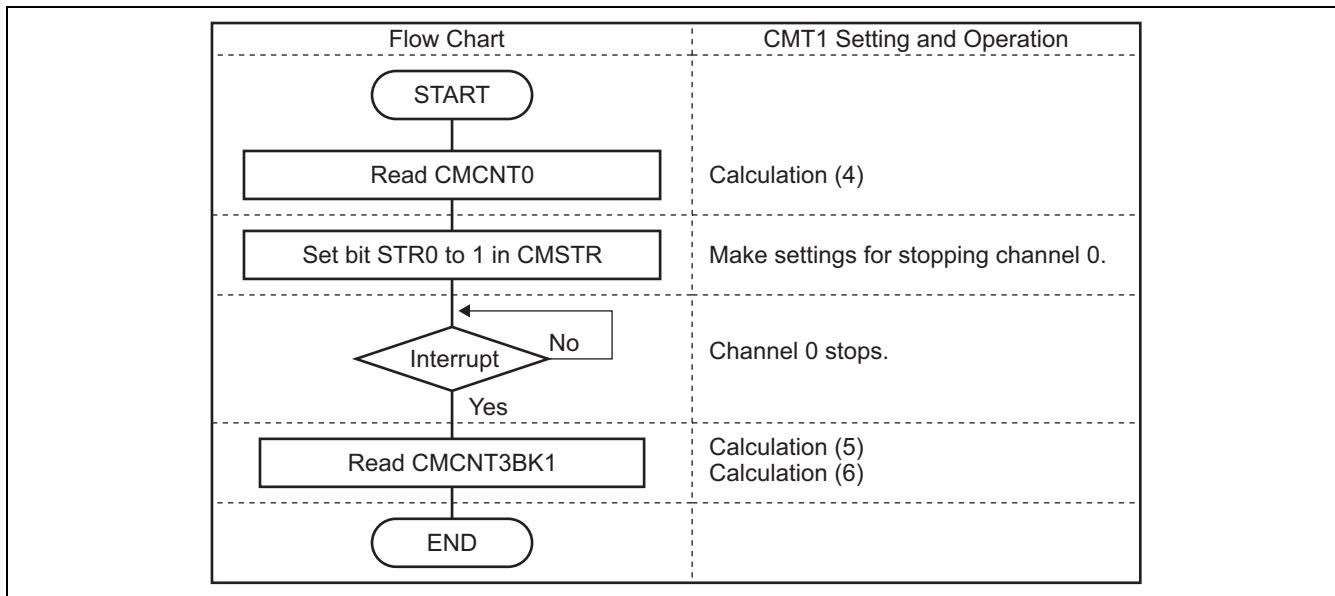 Flow Chart
CMT1 Setting and Operation
START
Read CMCNT0
Calculation (4)
Set bit STR0 to 1 in CMSTR
Make settings for stopping channel 0.
Interrupt
No
Channel 0 stops.
Yes
Read CMCNT3BK1
Calculation (5)
Calculation (6)
END